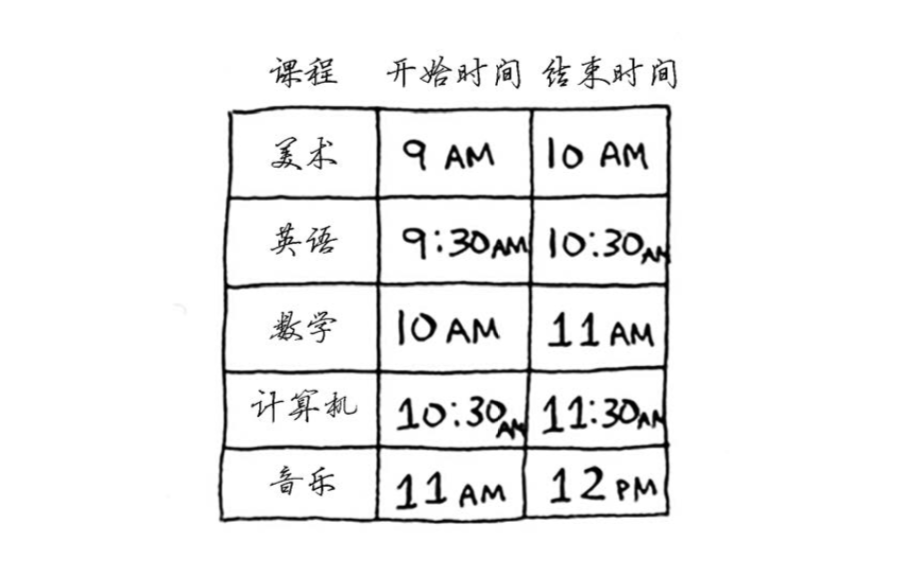 课程 开始时间 结束时间
美术 9 AM 10 AM
英语 9:30AM 10:30AM
数学 10 AM 11 AM
计算机 10:30AM 11:30AM
音乐 11 AM 12 PM